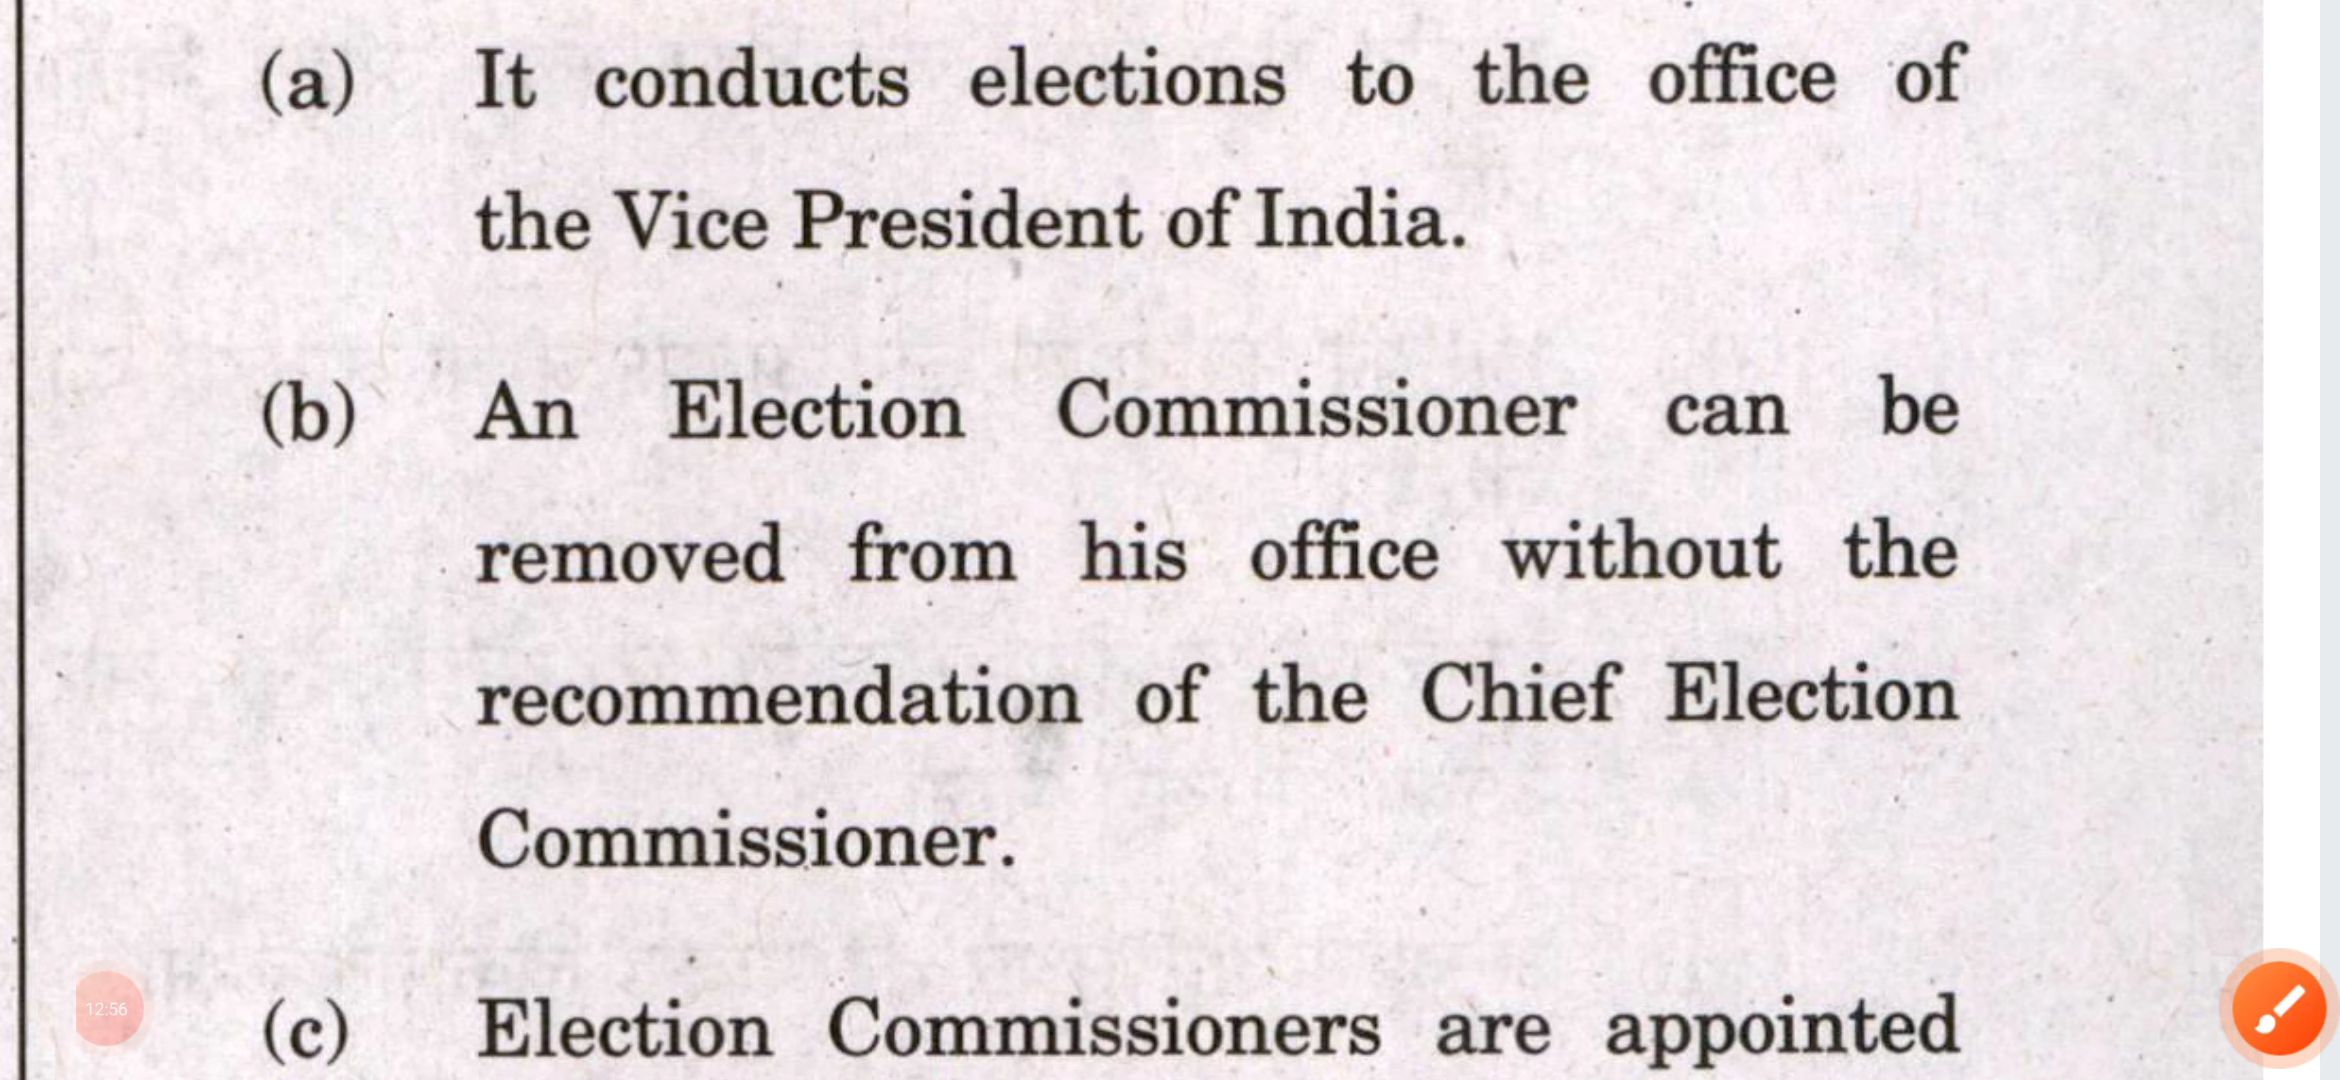 (a) It conducts elections to the office of
the Vice President of India.
(b) An Election Commissioner can be
removed from his office without the
recommendation of the Chief Election
Commissioner.
12:56
(c) Election Commissioners are appointed